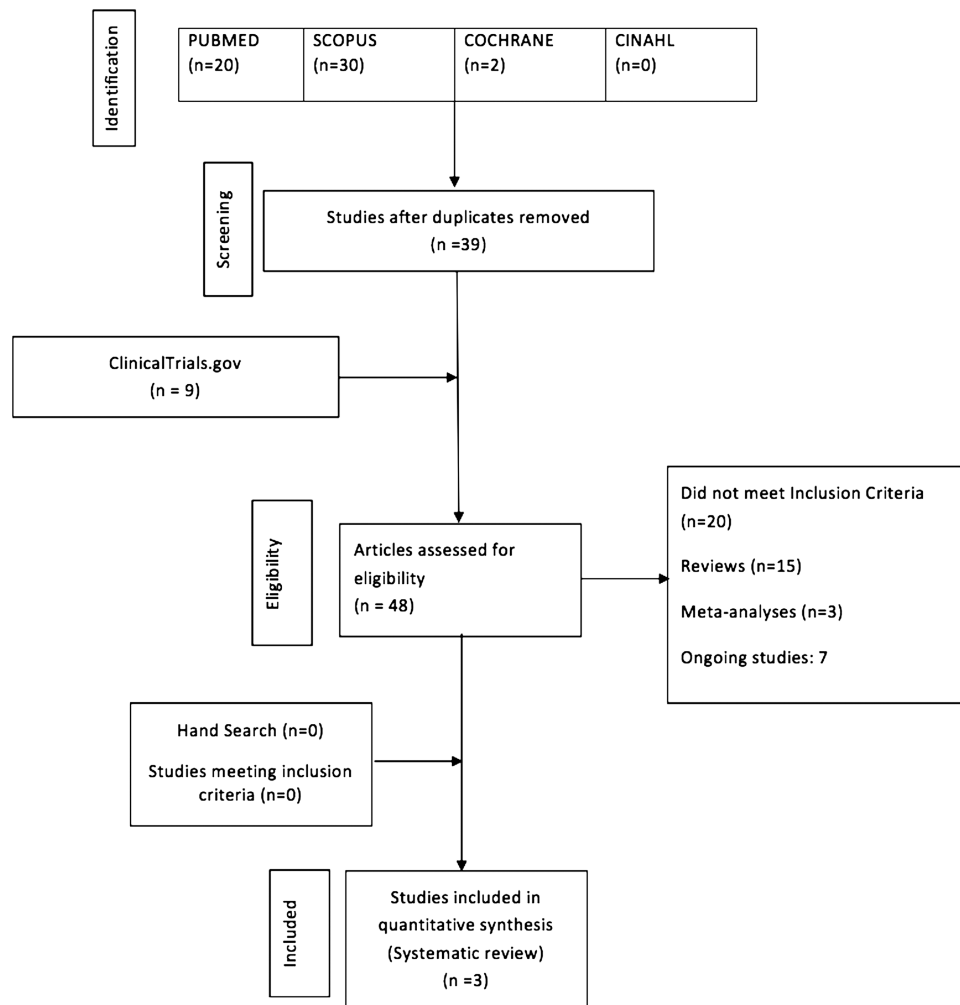 Identification
PUBMED
(n=20)
SCOPUS
(n=30)
COCHRANE
(n=2)
CINAHL
(n=0)
Screening
Studies after duplicates removed
(n =39)
ClinicalTrials.gov
(n = 9)
Eligibility
Articles assessed for
eligibility
(n = 48)
Did not meet Inclusion Criteria
(n=20)
Reviews (n=15)
Meta-analyses (n=3)
Ongoing studies: 7
Hand Search (n=0)
Studies meeting inclusion
criteria (n=0)
Included
Studies included in
quantitative synthesis
(Systematic review)
(n =3)